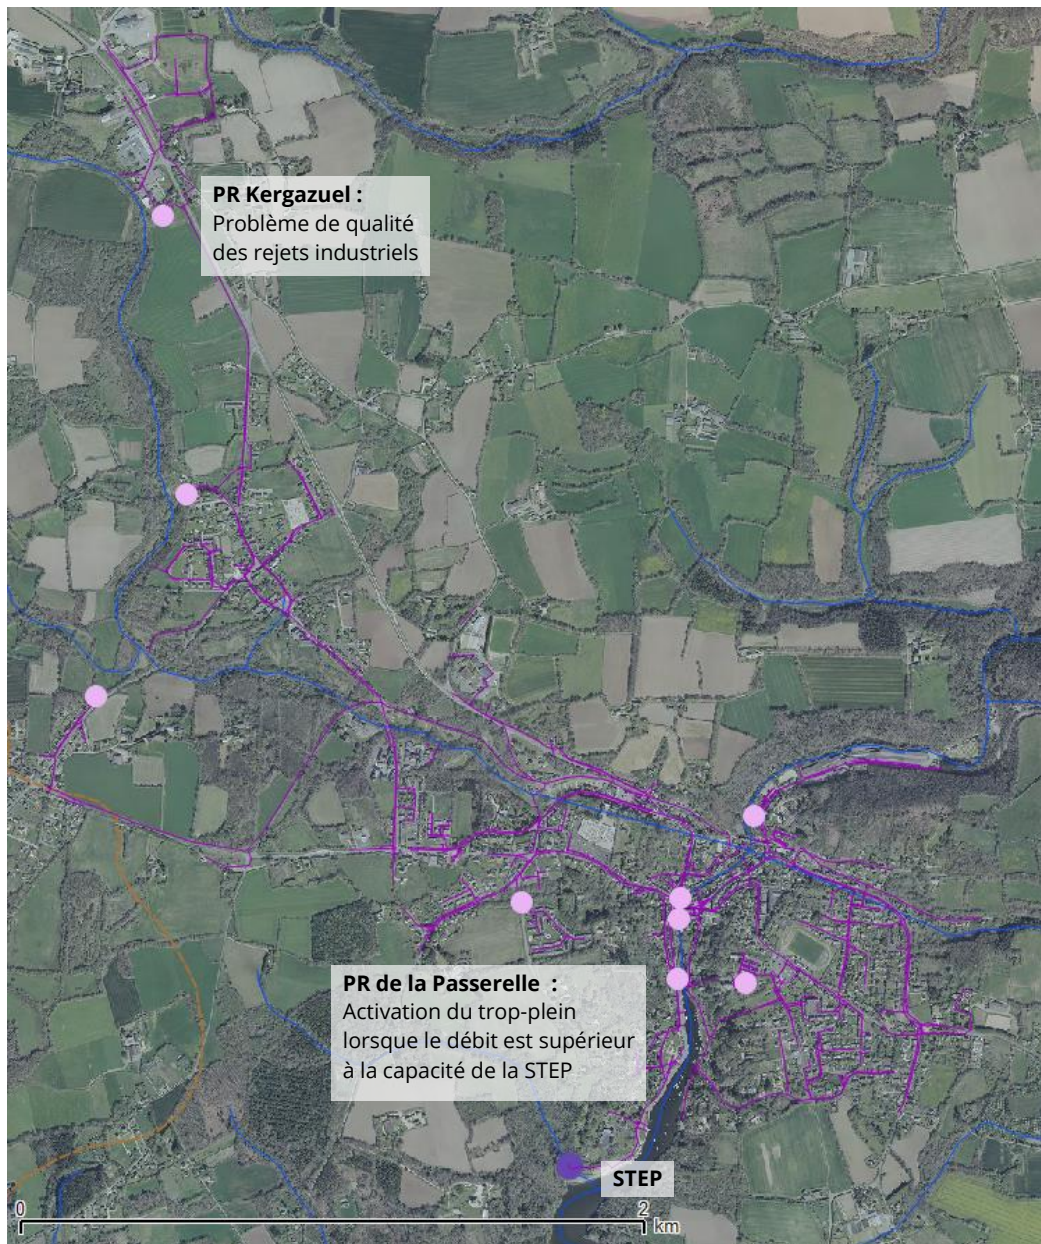 PR Kergazuel :
Problème de qualité
des rejets industriels
PR de la Passerelle  :
Activation du trop-plein
lorsque le débit est supérieur
à la capacité de la STEP
STEP
0
2
km